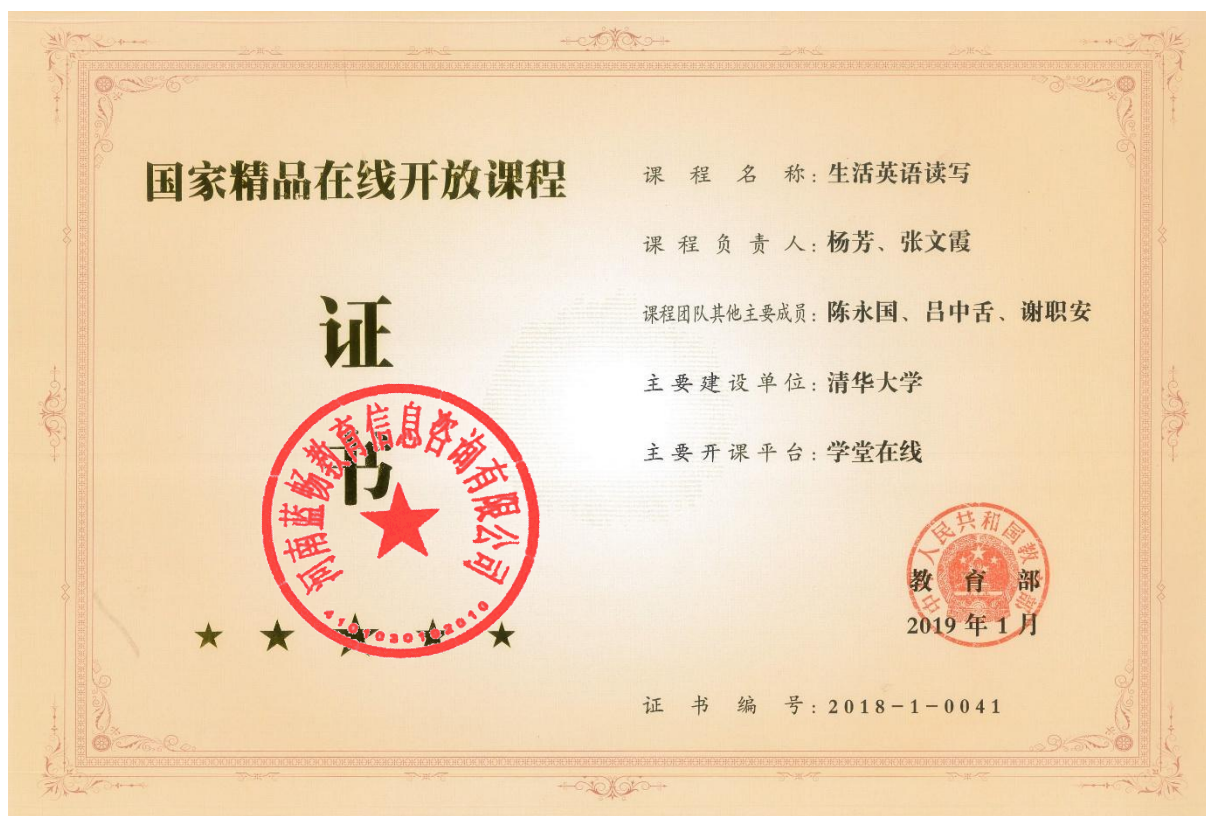 国家精品在线开放课程
证
书
课程名称：生活英语读写
课程负责人：杨芳、张文霞
课程团队其他主要成员：陈永国、吕中舌、谢职安
主要建设单位：清华大学
主要开课平台：学堂在线
中华人民共和国教育部
教育部
2019年1月
证书编号：2018-1-0041
河南蓝畅教育信息咨询有限公司